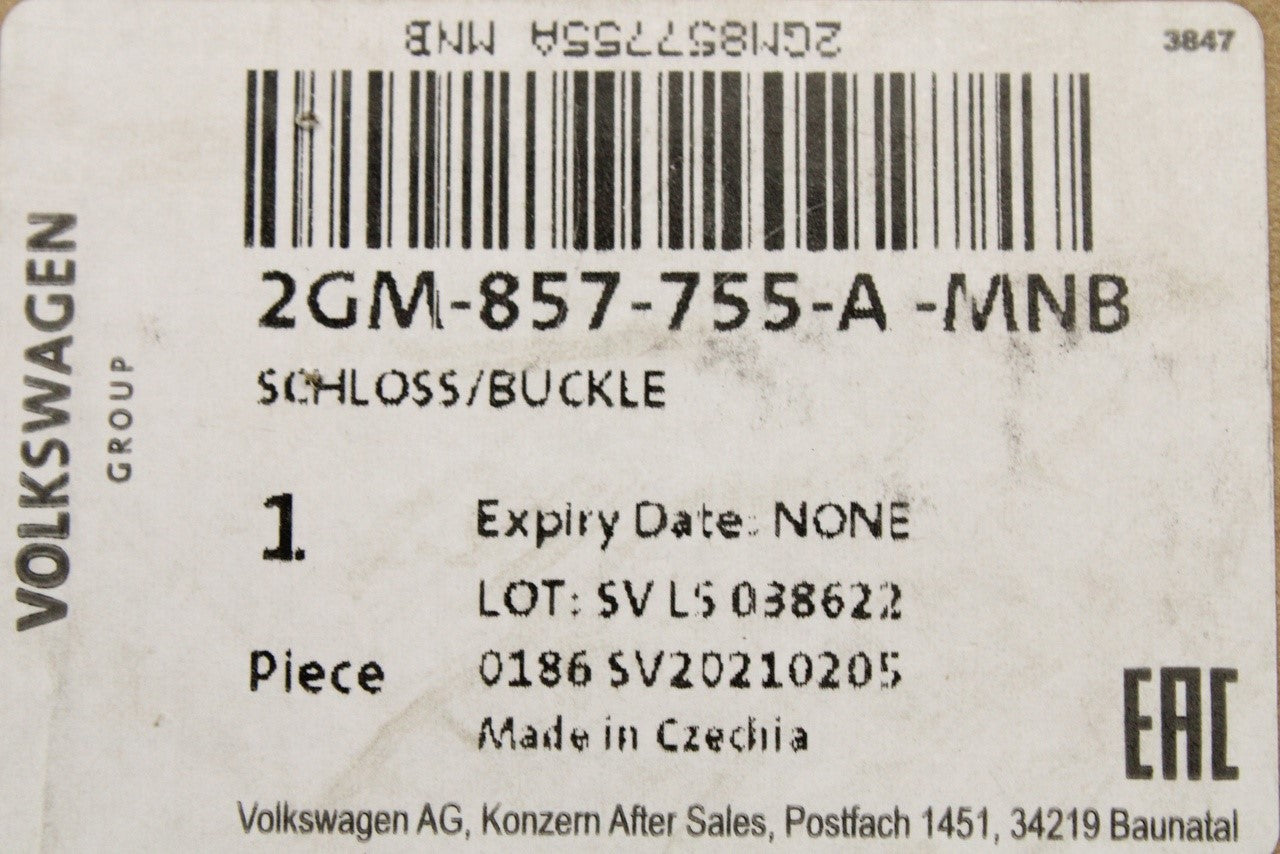 2GM857755A MNB
3847
2GM-857-755-A -MNB
SCHLOSS/BUCKLE
VOLKSWAGEN
GROUP
1
Piece
Expiry Date: NONE
LOT: SV LS 038622
0186 SV20210205
Made in Czechia
EAC
Volkswagen AG, Konzern After Sales, Postfach 1451, 34219 Baunatal